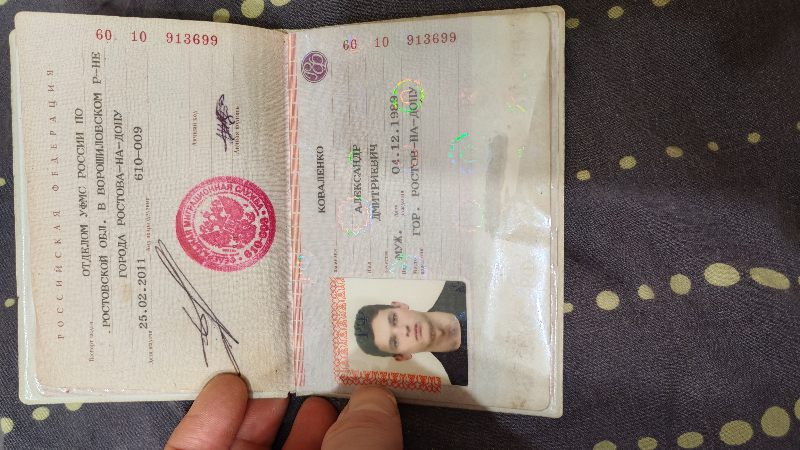 60 10 913699
РОССИЙСКАЯ ФЕДЕРАЦИЯ
Паспорт выдан
ОТДЕЛОМ УФМС РОССИИ ПО
РОСТОВСКОЙ ОБЛ. В ВОРОШИЛОВСКОМ Р-НЕ
ГОРОДА РОСТОВА-НА-ДОНУ
25.02.2011
610-009
Дата выдачи
Код подразделения
Личный код
60 10 913699
КОВАЛЕНКО
Фамилия
АЛЕКСАНДР
Имя
ДМИТРИЕВИЧ
Отчество
МУЖ.
04.12.1989
Пол
Дата рождения
ГОР. РОСТОВ-НА-ДОНУ
Место рождения